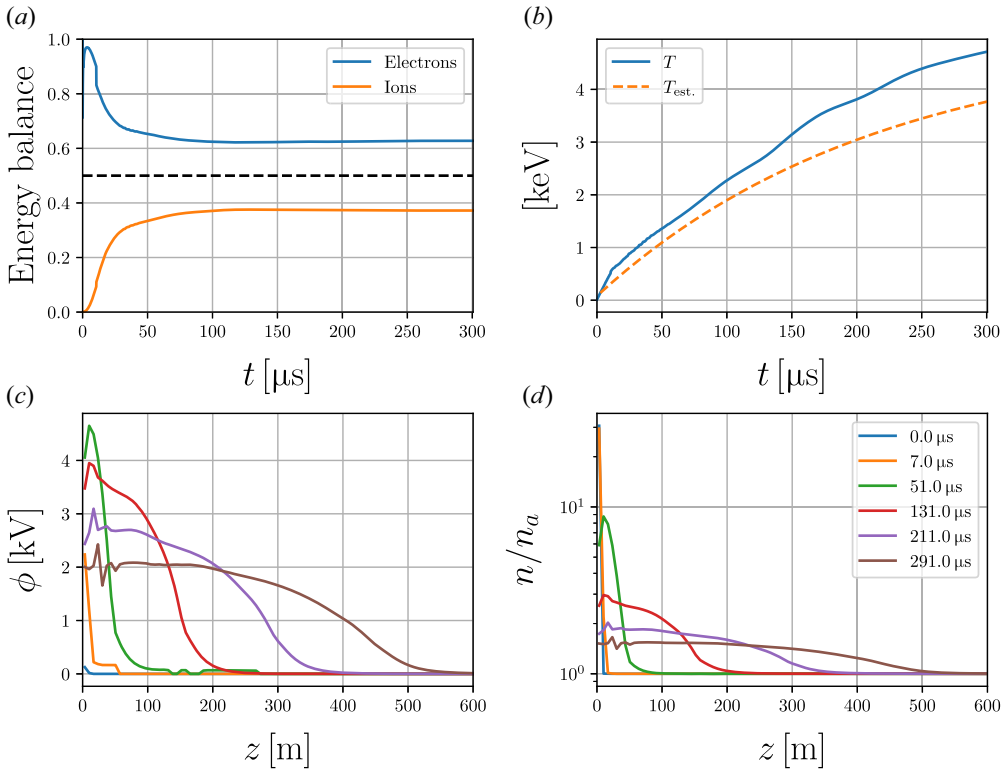 (a)
Energy balance
1.0
0.8
0.6
0.4
0.2
0.0
Electrons
Ions
0 50 100 150 200 250 300
t [μs]
(b)
[keV]
4
3
2
1
0
T
T_est.
0 50 100 150 200 250 300
t [μs]
(c)
ϕ [kV]
4
3
2
1
0
0 100 200 300 400 500 600
z [m]
(d)
n/n_a
10^1
10^0
0.0 μs
7.0 μs
51.0 μs
131.0 μs
211.0 μs
291.0 μs
0 100 200 300 400 500 600
z [m]